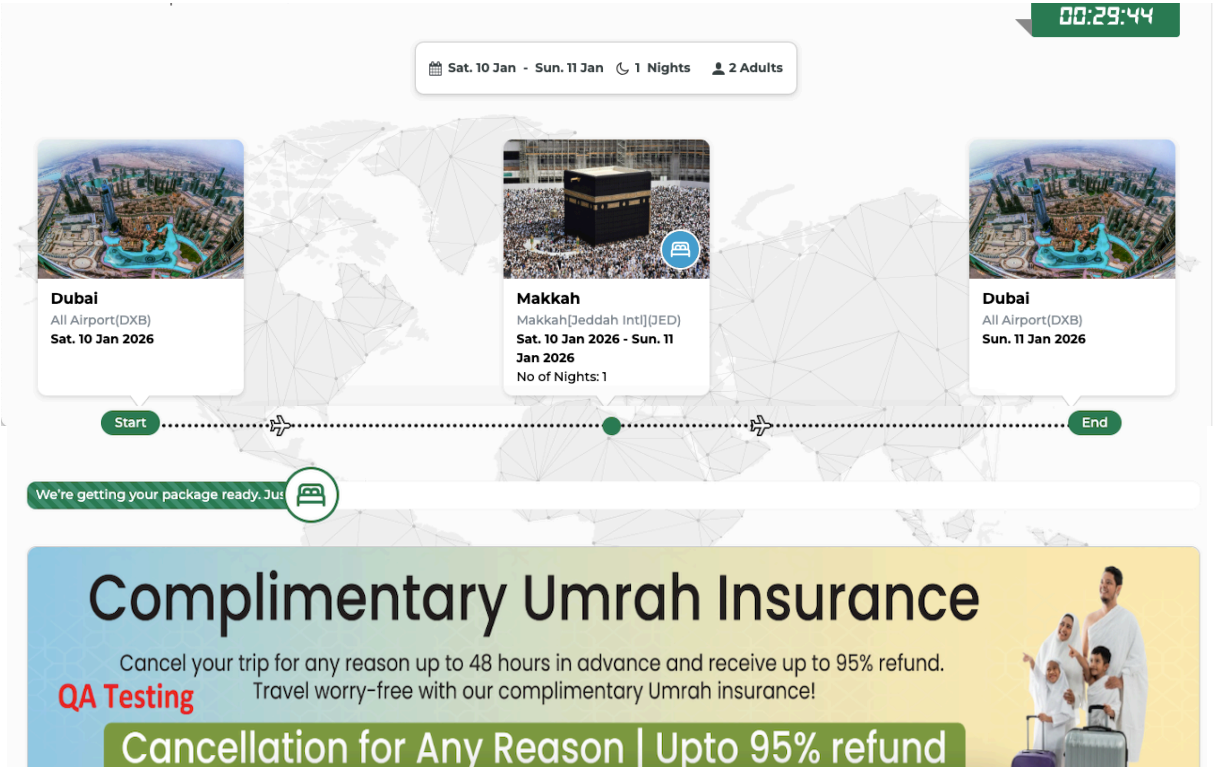 00:29:44
Sat. 10 Jan - Sun. 11 Jan 1 Nights 2 Adults
Dubai
All Airport(DXB)
Sat. 10 Jan 2026
Makkah
Makkah[Jeddah Intl](JED)
Sat. 10 Jan 2026 - Sun. 11
Jan 2026
No of Nights: 1
Dubai
All Airport(DXB)
Sun. 11 Jan 2026
Start
End
We're getting your package ready. Jus
Complimentary Umrah Insurance
Cancel your trip for any reason up to 48 hours in advance and receive up to 95% refund.
Travel worry-free with our complimentary Umrah insurance!
QA Testing
Cancellation for Any Reason | Upto 95% refund